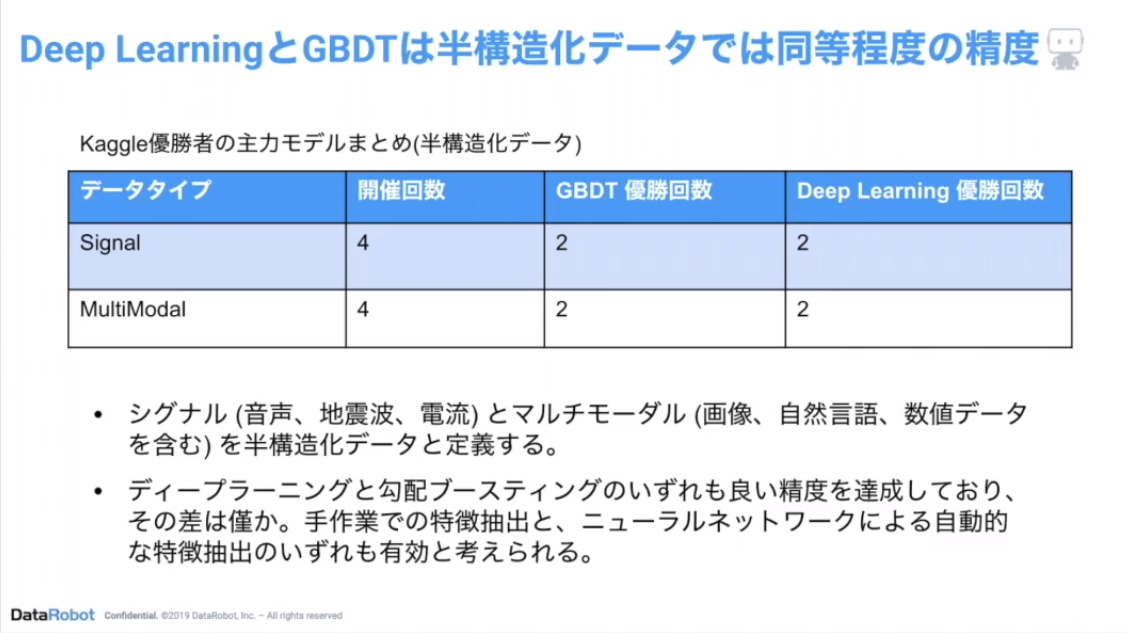 Deep LearningとGBDTは半構造化データでは同等程度の精度
Kaggle優勝者の主力モデルまとめ(半構造化データ)
データタイプ 開催回数 GBDT 優勝回数 Deep Learning 優勝回数
Signal 4 2 2
MultiModal 4 2 2
• シグナル (音声、地震波、電流) とマルチモーダル (画像、自然言語、数値データ
を含む) を半構造化データと定義する。
• ディープラーニングと勾配ブースティングのいずれも良い精度を達成しており、
その差は僅か。手作業での特徴抽出と、ニューラルネットワークによる自動的
な特徴抽出のいずれも有効と考えられる。
DataRobot Confidential. ©2019 DataRobot, Inc. – All rights reserved